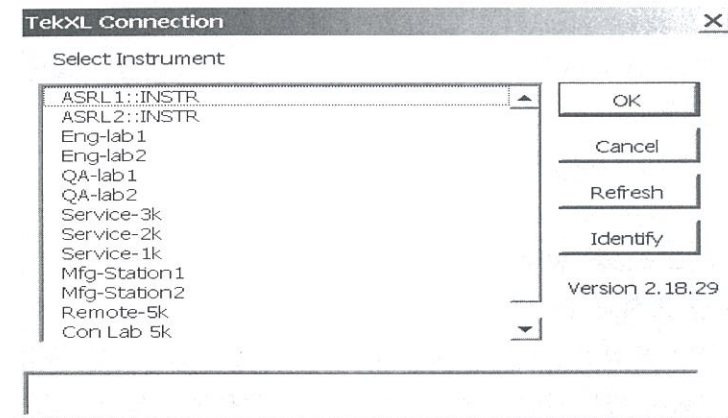 TekXL Connection
Select Instrument
ASRL1::INSTR
ASRL2::INSTR
Eng-lab1
Eng-lab2
QA-lab1
QA-lab2
Service-3k
Service-2k
Service-1k
Mfg-Station1
Mfg-Station2
Remote-5k
Con Lab 5k
OK
Cancel
Refresh
Identify
Version 2.18.29